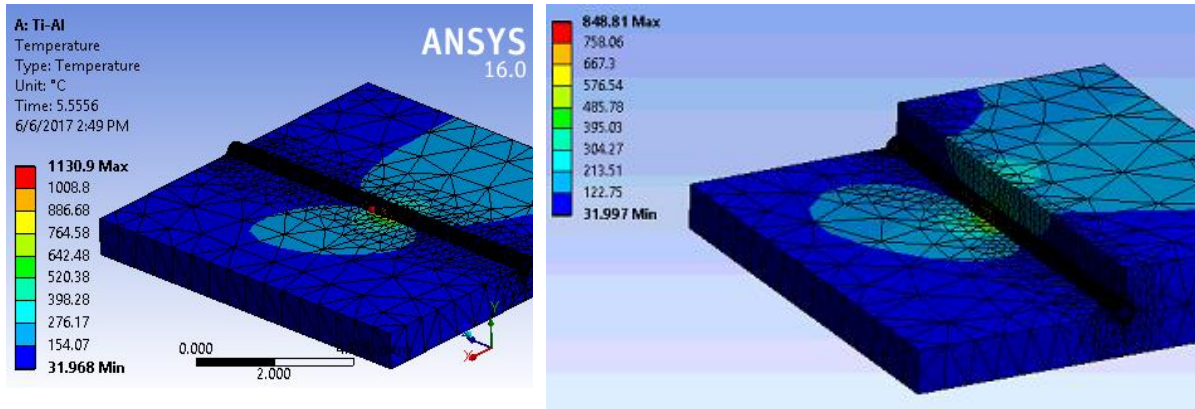 A: Ti-Al
Temperature
Type: Temperature
Unit: °C
Time: 5.5556
6/6/2017 2:49 PM
ANSYS
16.0
1130.9 Max
1008.8
886.68
764.58
642.48
520.38
398.28
276.17
154.07
31.968 Min
0.000
2.000
Y
X
848.81 Max
758.06
667.3
576.54
485.78
395.03
304.27
213.51
122.75
31.997 Min